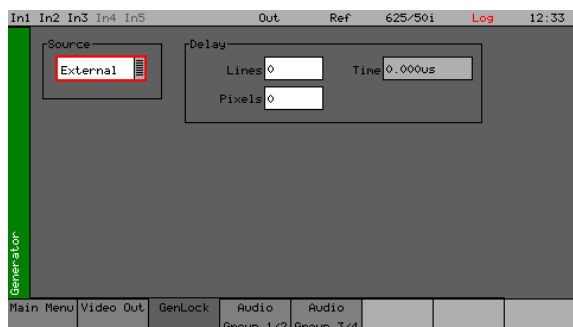 In1 In2 In3 In4 In5 Out Ref 625/50i Log 12:33
Source
External
Delay
Lines 0 Time 0.000us
Pixels 0
Generator
Main Menu Video Out GenLock Audio Group 1/2 Audio Group 3/4